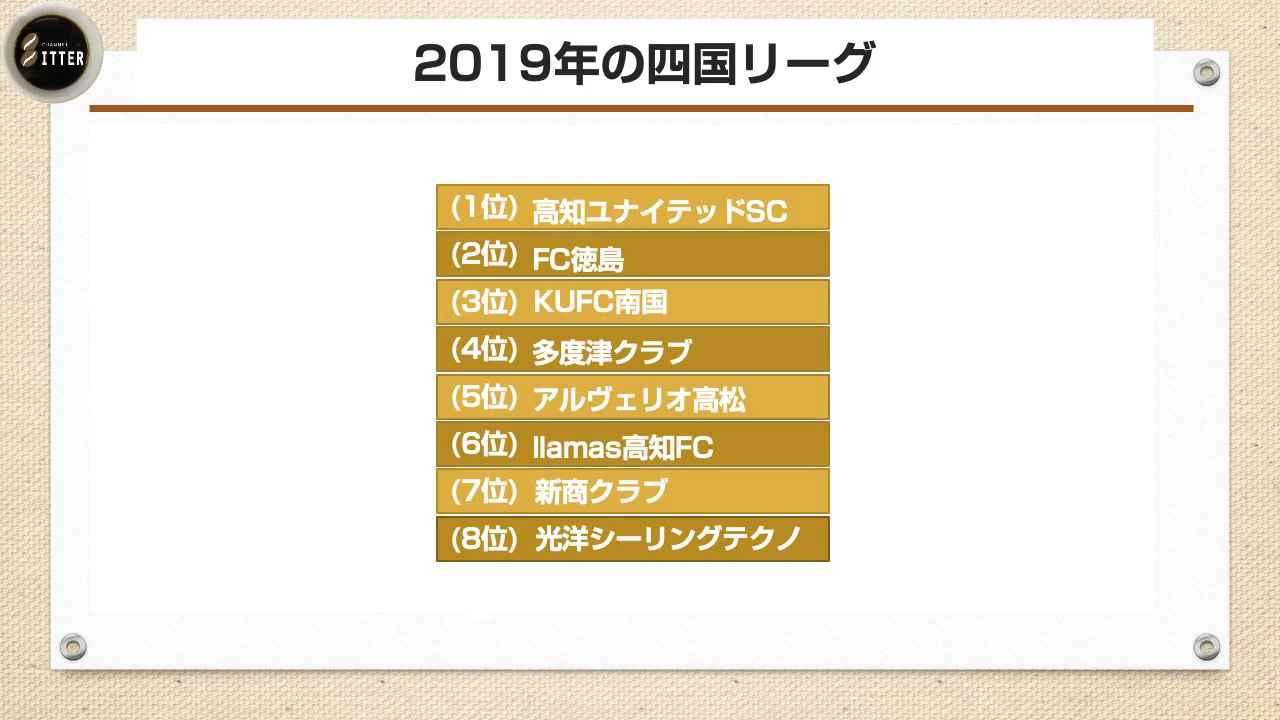 CHANNEL
BITTER
2019年の四国リーグ
(1位) 高知ユナイテッドSC
(2位) FC徳島
(3位) KUFC南国
(4位) 多度津クラブ
(5位) アルヴェリオ高松
(6位) llamas高知FC
(7位) 新商クラブ
(8位) 光洋シーリングテクノ